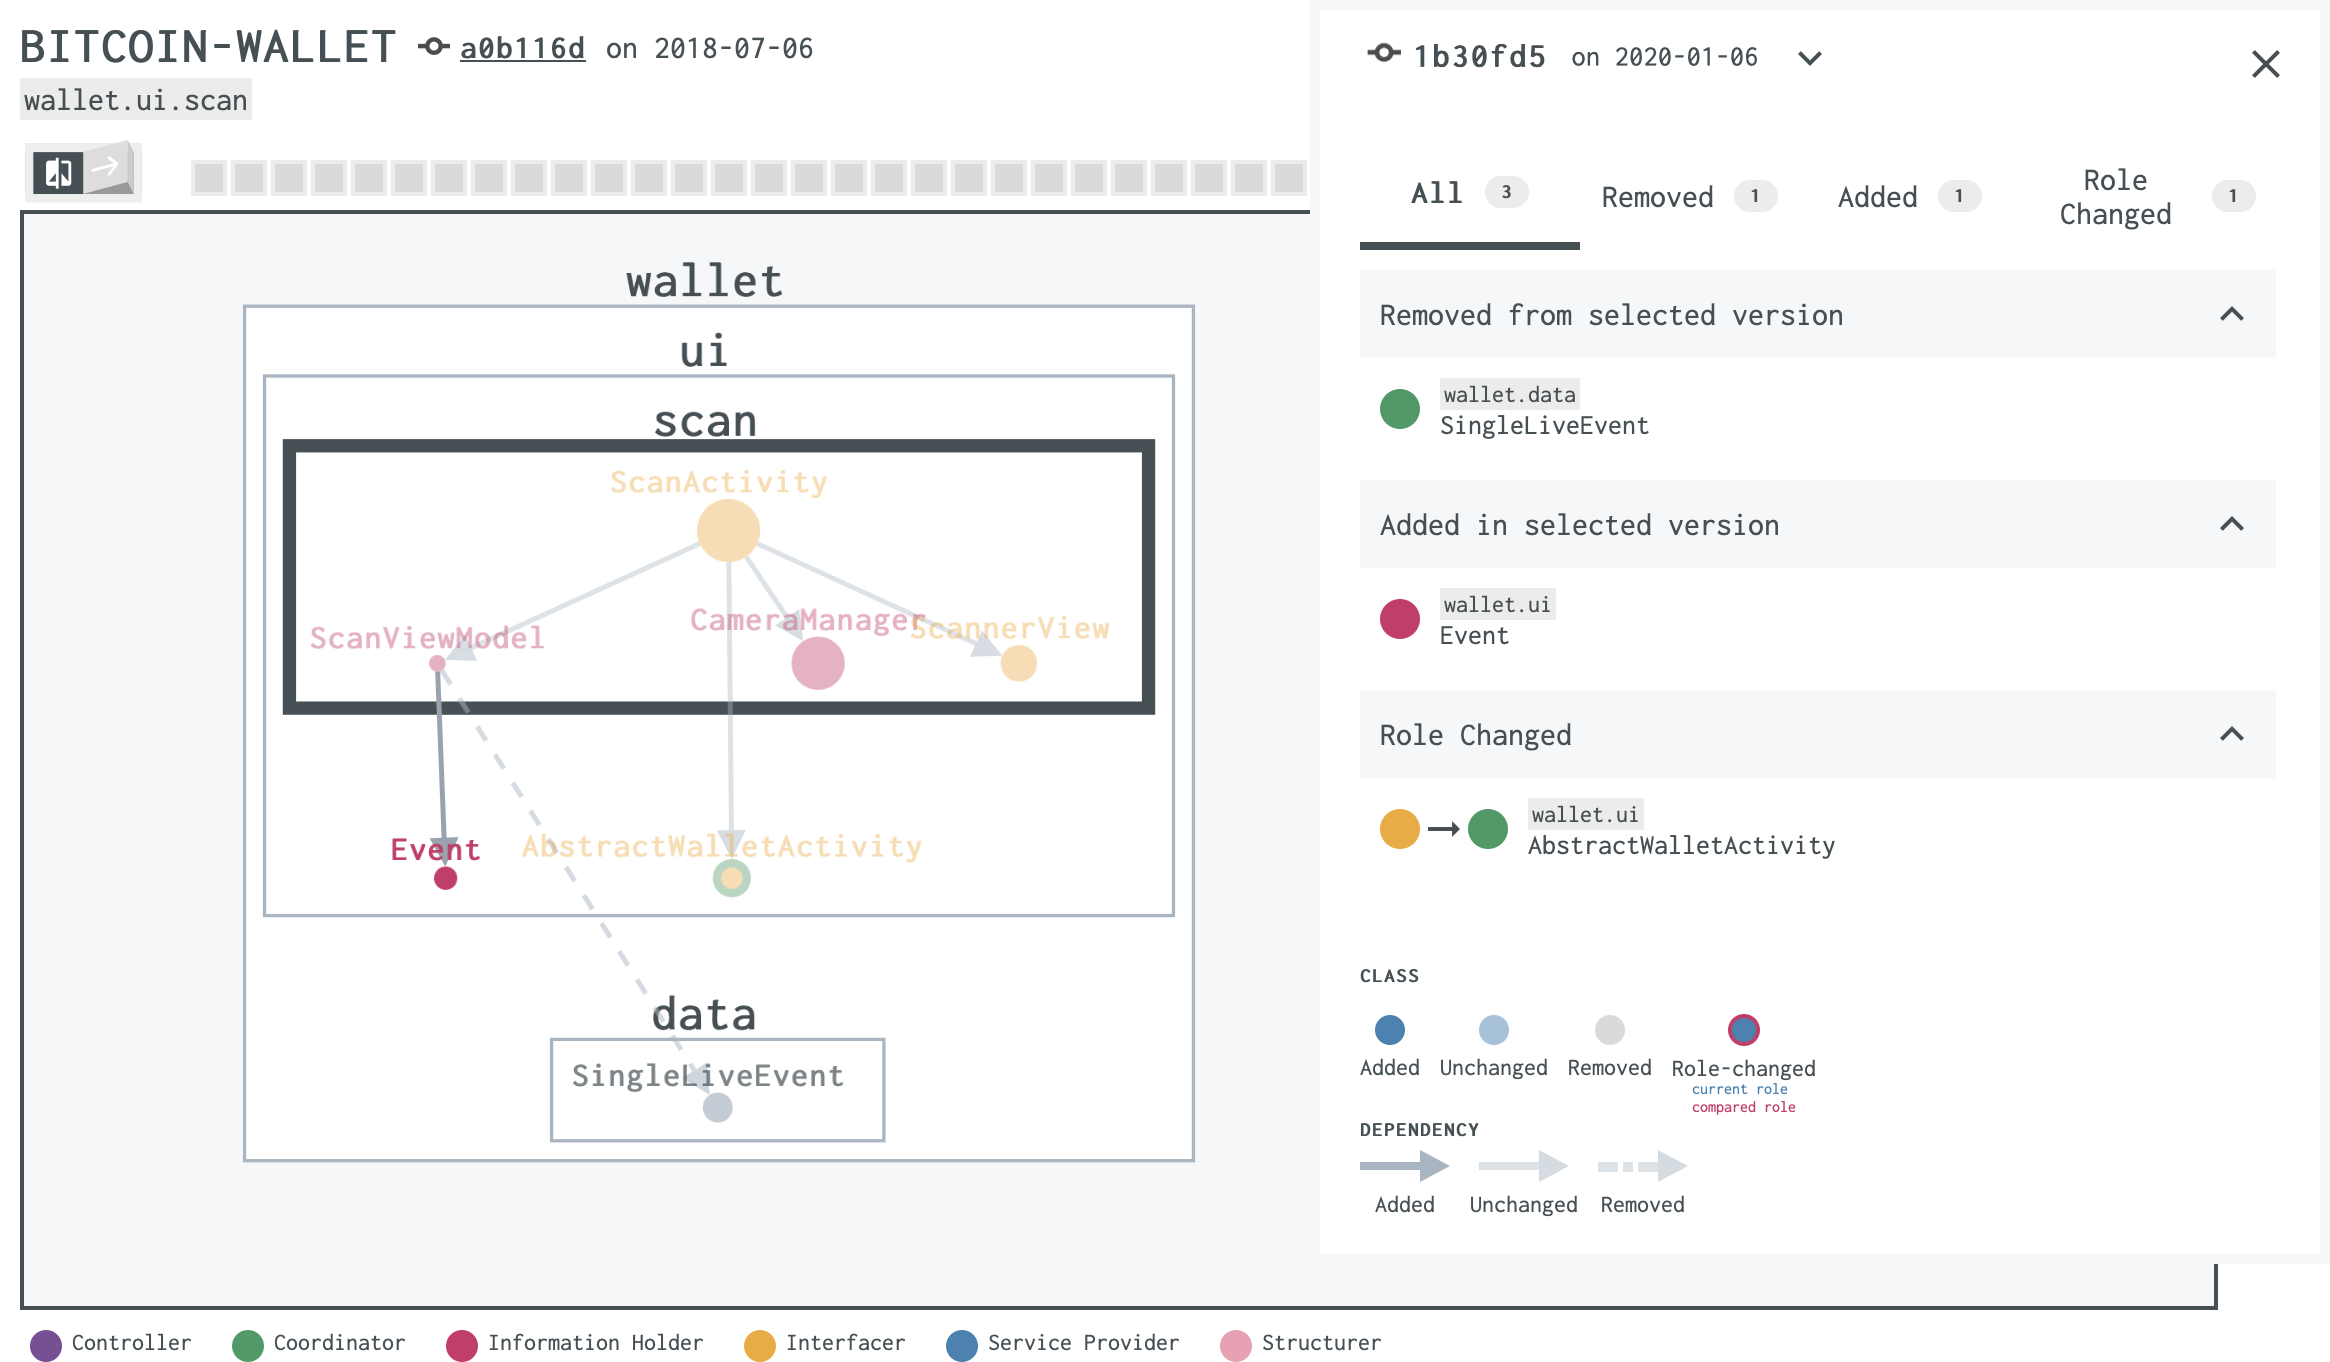 BITCOIN-WALLET a0b116d on 2018-07-06
wallet.ui.scan
wallet
ui
scan
ScanActivity
ScanViewModel
CameraManager
ScannerView
Event
AbstractWalletActivity
data
SingleLiveEvent
1b30fd5 on 2020-01-06
All 3
Removed 1
Added 1
Role
Changed 1
Removed from selected version
wallet.data
SingleLiveEvent
Added in selected version
wallet.ui
Event
Role Changed
wallet.ui
AbstractWalletActivity
CLASS
Added Unchanged Removed Role-changed
current role
compared role
DEPENDENCY
Added Unchanged Removed
Controller Coordinator Information Holder Interfacer Service Provider Structurer